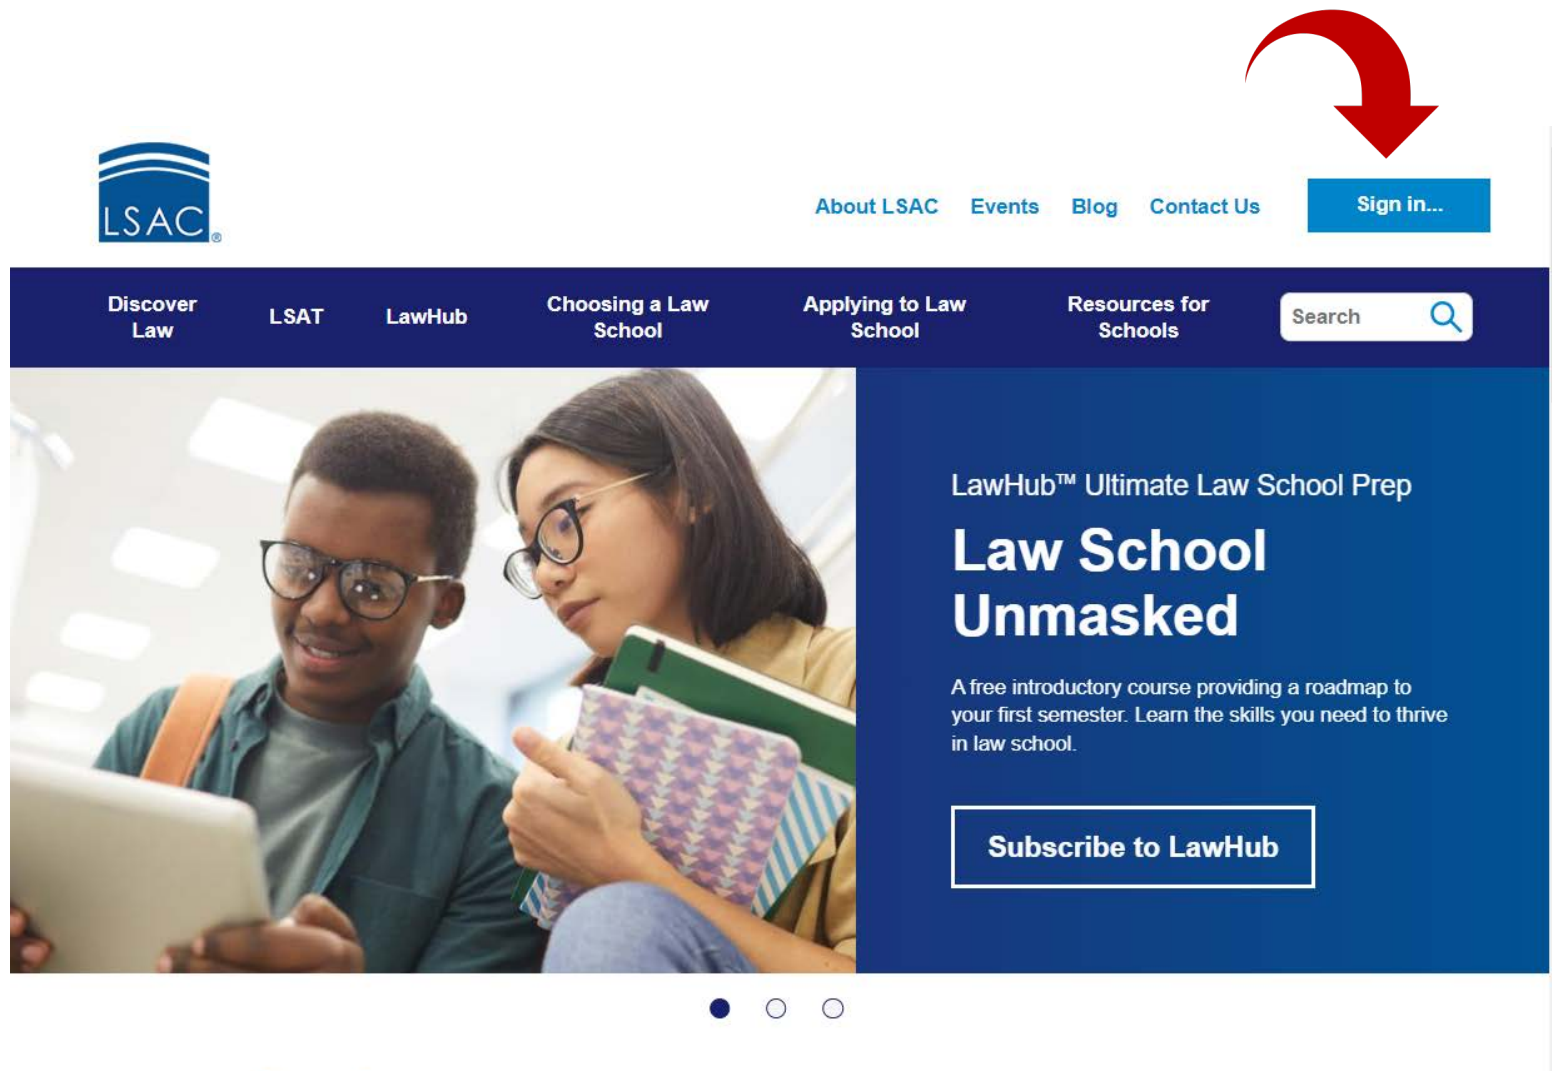 LSAC®
About LSAC Events Blog Contact Us Sign in...
Discover Law
LSAT
LawHub
Choosing a Law School
Applying to Law School
Resources for Schools
Search
LawHub™ Ultimate Law School Prep
Law School
Unmasked
A free introductory course providing a roadmap to
your first semester. Learn the skills you need to thrive
in law school.
Subscribe to LawHub